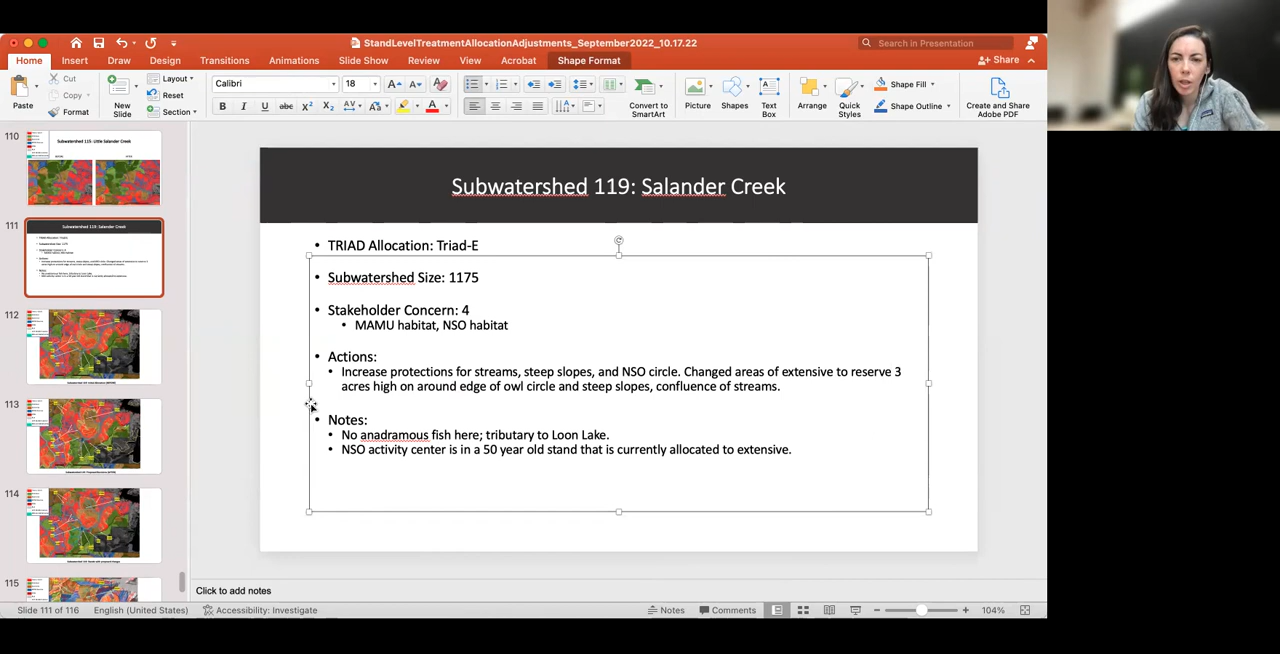 StandLevelTreatmentAllocationAdjustments_September2022_10.17.22
Search in Presentation
Home Insert Draw Design Transitions Animations Slide Show Review View Acrobat Shape Format
Share
Paste
Cut
Copy
Format
New Slide
Layout
Reset
Section
Calibri 18
Convert to SmartArt
Picture
Shapes
Text Box
Arrange
Quick Styles
Shape Fill
Shape Outline
Create and Share Adobe PDF
110
Subwatershed 115: Little Salander Creek
111
112
113
114
115
Subwatershed 119: Salander Creek
• TRIAD Allocation: Triad-E
• Subwatershed Size: 1175
• Stakeholder Concern: 4
• MAMU habitat, NSO habitat
• Actions:
• Increase protections for streams, steep slopes, and NSO circle. Changed areas of extensive to reserve 3
acres high on around edge of owl circle and steep slopes, confluence of streams.
• Notes:
• No anadramous fish here; tributary to Loon Lake.
• NSO activity center is in a 50 year old stand that is currently allocated to extensive.
Click to add notes
Slide 111 of 116 English (United States) Accessibility: Investigate Notes Comments 104%